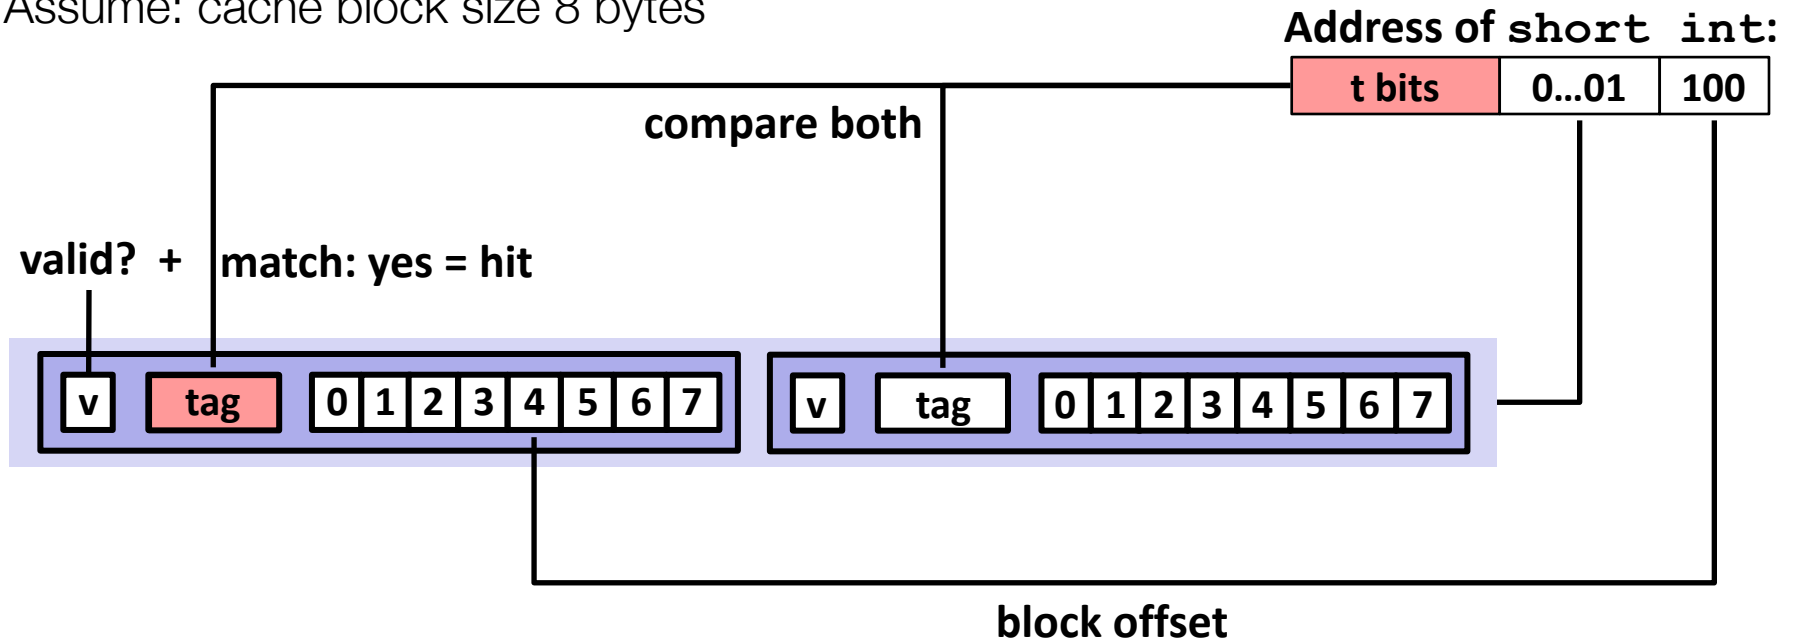 Assume: cache block size 8 bytes
Address of short int:
t bits 0...01 100
compare both
valid? + match: yes = hit
v tag 0 1 2 3 4 5 6 7 v tag 0 1 2 3 4 5 6 7
block offset